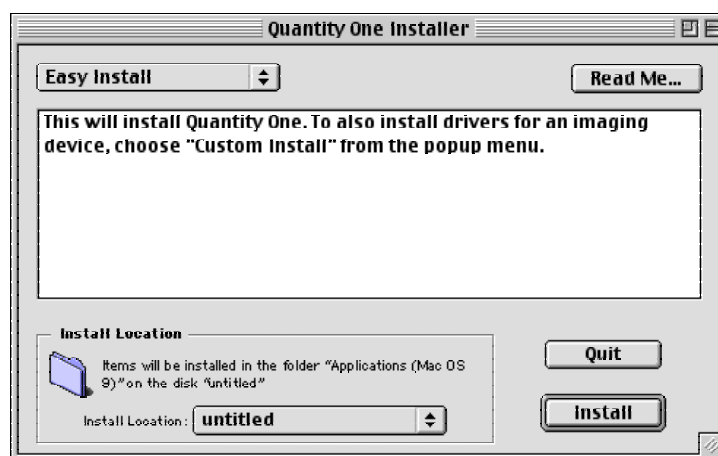 Quantity One Installer
Easy Install
Read Me...
This will install Quantity One. To also install drivers for an imaging
device, choose "Custom Install" from the popup menu.
Install Location
Items will be installed in the folder "Applications (Mac OS
9)" on the disk "untitled"
Install Location: untitled
Quit
Install